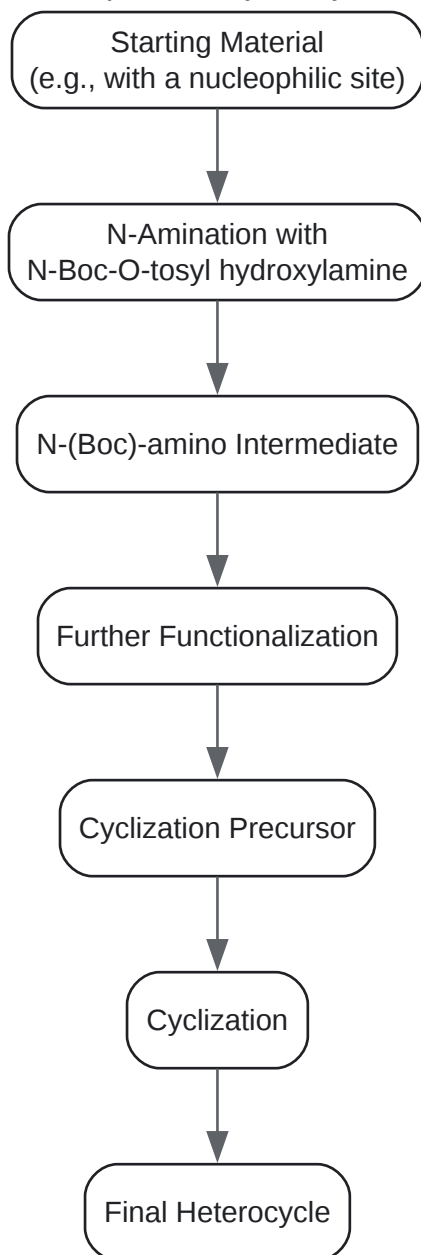 Starting Material
(e.g., with a nucleophilic site)
N-Amination with
N-Boc-O-tosyl hydroxylamine
N-(Boc)-amino Intermediate
Further Functionalization
Cyclization Precursor
Cyclization
Final Heterocycle